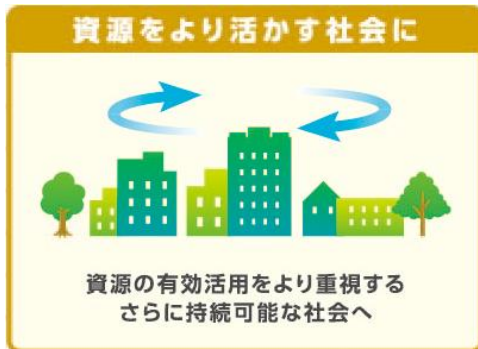 資源をより活かす社会に
資源の有効活用をより重視する
さらに持続可能な社会へ